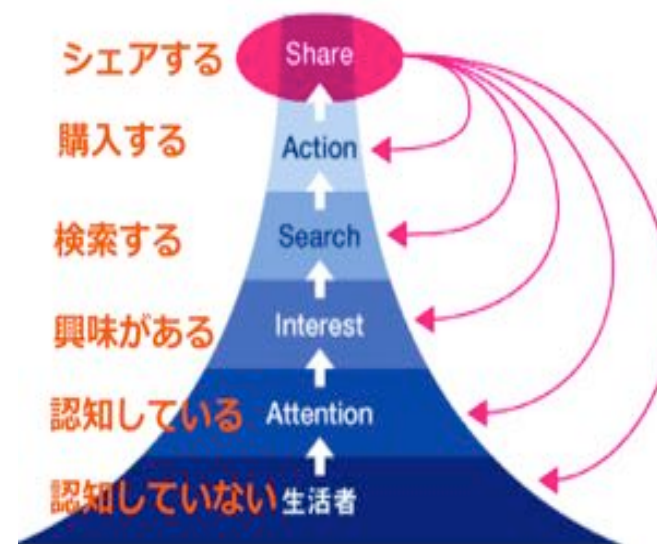 シェアする Share
購入する Action
検索する Search
興味がある Interest
認知している Attention
認知していない 生活者